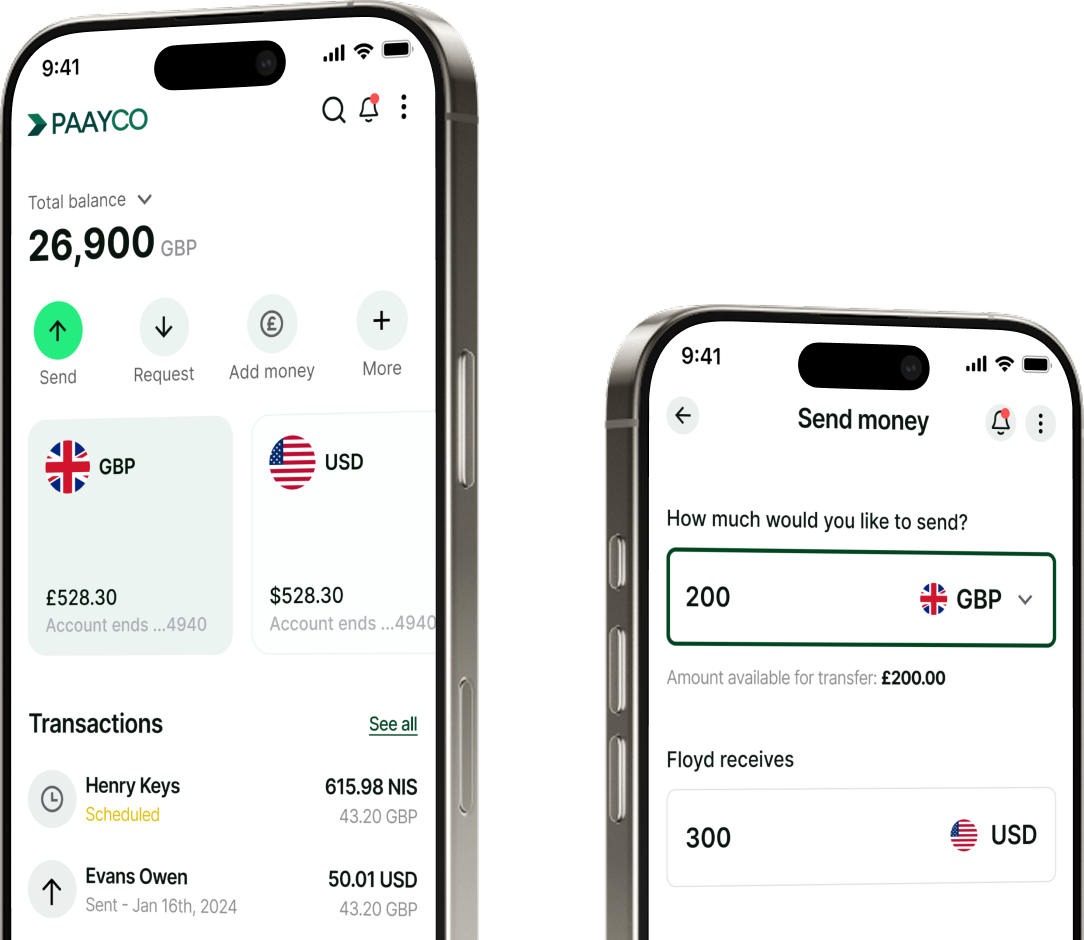 9:41
PAAYCO
Total balance
26,900 GBP
Send
Request
£
Add money
More
GBP
£528.30
Account ends ...4940
USD
$528.30
Account ends ...4940
Transactions
See all
Henry Keys
615.98 NIS
Scheduled
43.20 GBP
Evans Owen
50.01 USD
Sent - Jan 16th, 2024
43.20 GBP
9:41
Send money
How much would you like to send?
200
GBP
Amount available for transfer: £200.00
Floyd receives
300
USD